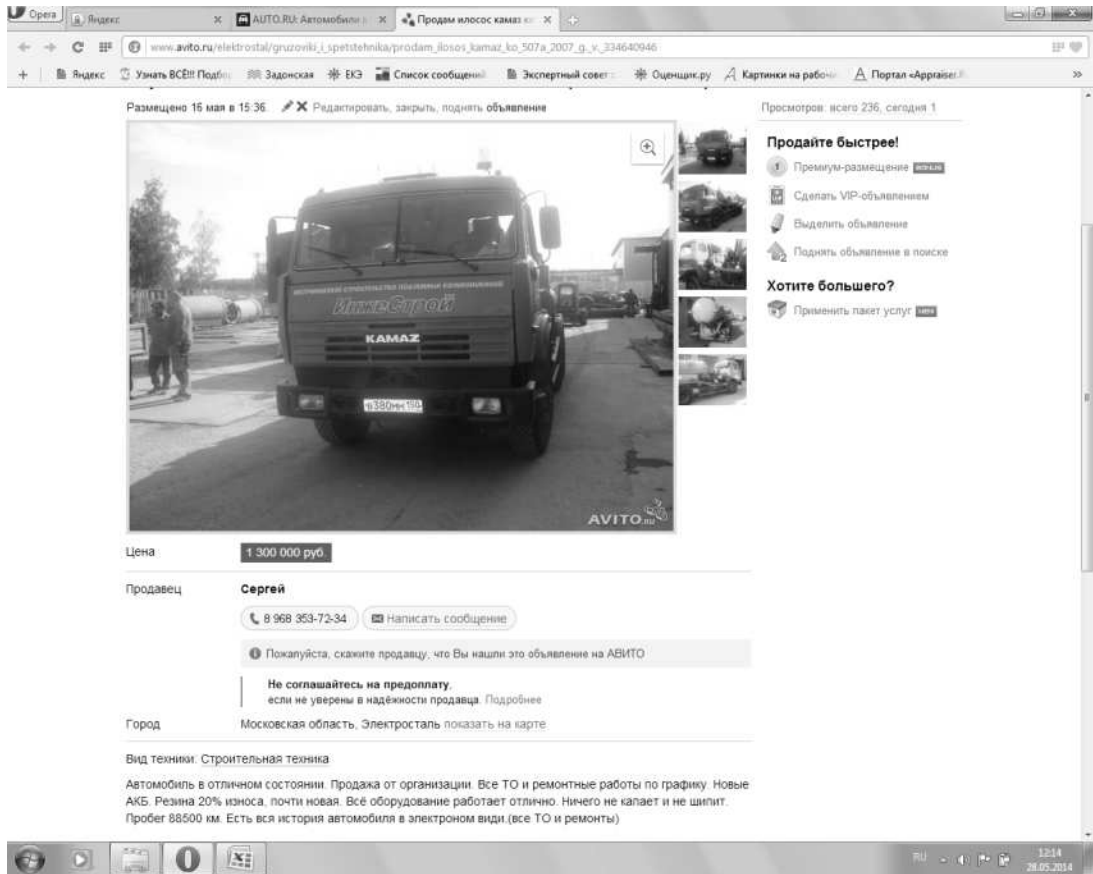 Opera
Яндекс
AUTO.RU: Автомобили
Продам илосос камаз ко
www.avito.ru/elektrostal/gruzoviki_i_spetstehnika/prodam_ilosos_kamaz_ko_507a_2007_g._v._334640946
Яндекс Узнать ВСЁ!!! Подбо Задонская ЕКЭ Список сообщений Экспертный совет Оценщик.ру Картинки на рабоч Портал «Appraiser.
Размещено 16 мая в 15:36. Редактировать, закрыть, поднять объявление
Просмотров: всего 236, сегодня 1
ИнжеСтрой
KAMAZ
в380мм 150
AVITO.ru
Продайте быстрее!
Премиум-размещение
Сделать VIP-объявлением
Выделить объявление
Поднять объявление в поиске
Хотите большего?
Применить пакет услуг
Цена 1 300 000 руб.
Продавец Сергей
8 968 353-72-34 Написать сообщение
Пожалуйста, скажите продавцу, что Вы нашли это объявление на АВИТО
Не соглашайтесь на предоплату,
если не уверены в надёжности продавца. Подробнее
Город Московская область, Электросталь показать на карте
Вид техники: Строительная техника
Автомобиль в отличном состоянии. Продажа от организации. Все ТО и ремонтные работы по графику. Новые
АКБ. Резина 20% износа, почти новая. Всё оборудование работает отлично. Ничего не капает и не шипит.
Пробег 88500 км. Есть вся история автомобиля в электроном види.(все ТО и ремонты)
RU 12:14
28.05.2014